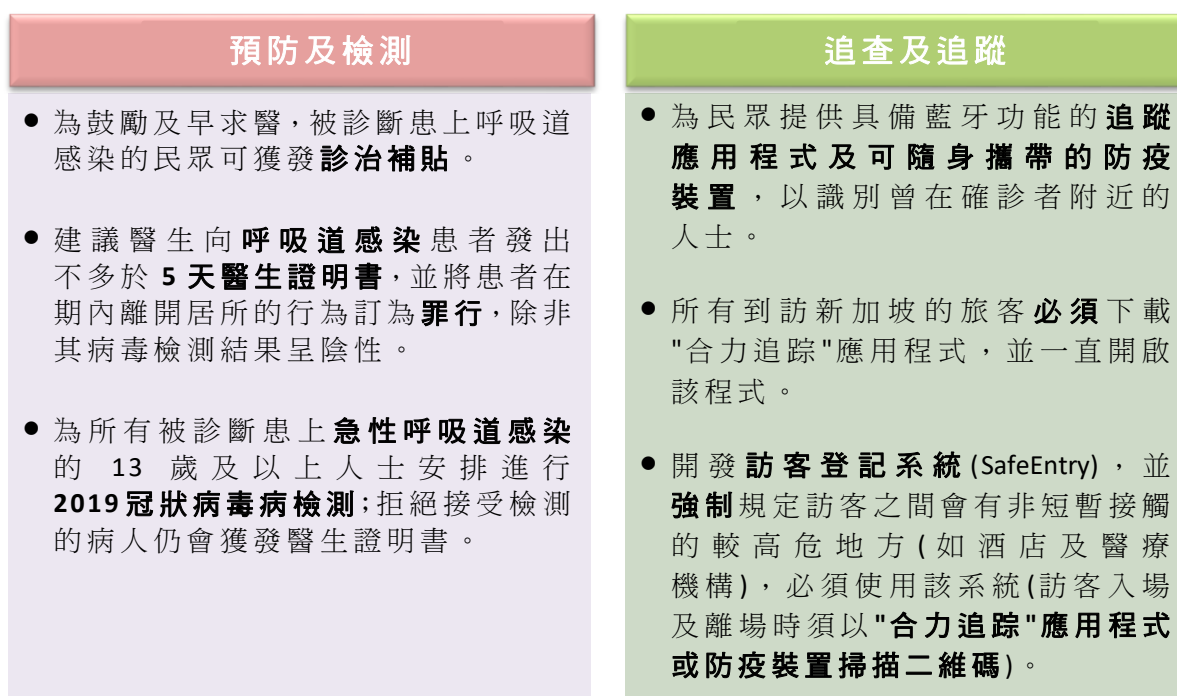 預防及檢測
● 為鼓勵及早求醫，被診斷患上呼吸道
感染的民眾可獲發診治補貼。
● 建議醫生向呼吸道感染患者發出
不多於 5 天醫生證明書，並將患者在
期內離開居所的行為訂為罪行，除非
其病毒檢測結果呈陰性。
● 為所有被診斷患上急性呼吸道感染
的 13 歲及以上人士安排進行
2019冠狀病毒病檢測；拒絕接受檢測
的病人仍會獲發醫生證明書。
追查及追蹤
● 為民眾提供具備藍牙功能的追蹤
應用程式及可隨身攜帶的防疫
裝置，以識別曾在確診者附近的
人士。
● 所有到訪新加坡的旅客必須下載
"合力追踪"應用程式，並一直開啟
該程式。
● 開發訪客登記系統(SafeEntry)，並
強制規定訪客之間會有非短暫接觸
的較高危地方(如酒店及醫療
機構)，必須使用該系統(訪客入場
及離場時須以"合力追踪"應用程式
或防疫裝置掃描二維碼)。